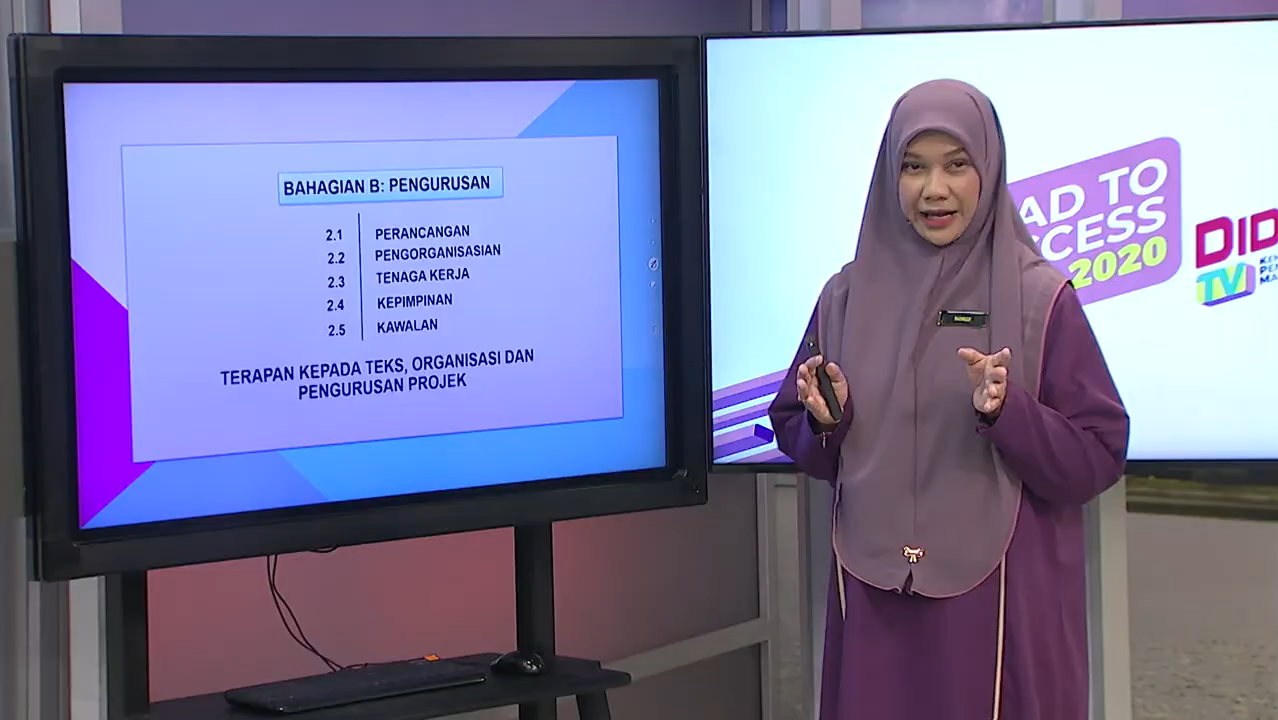 BAHAGIAN B: PENGURUSAN
2.1 PERANCANGAN
2.2 PENGORGANISASIAN
2.3 TENAGA KERJA
2.4 KEPIMPINAN
2.5 KAWALAN
TERAPAN KEPADA TEKS, ORGANISASI DAN
PENGURUSAN PROJEK
AD TO
CCESS
2020
DID
TV